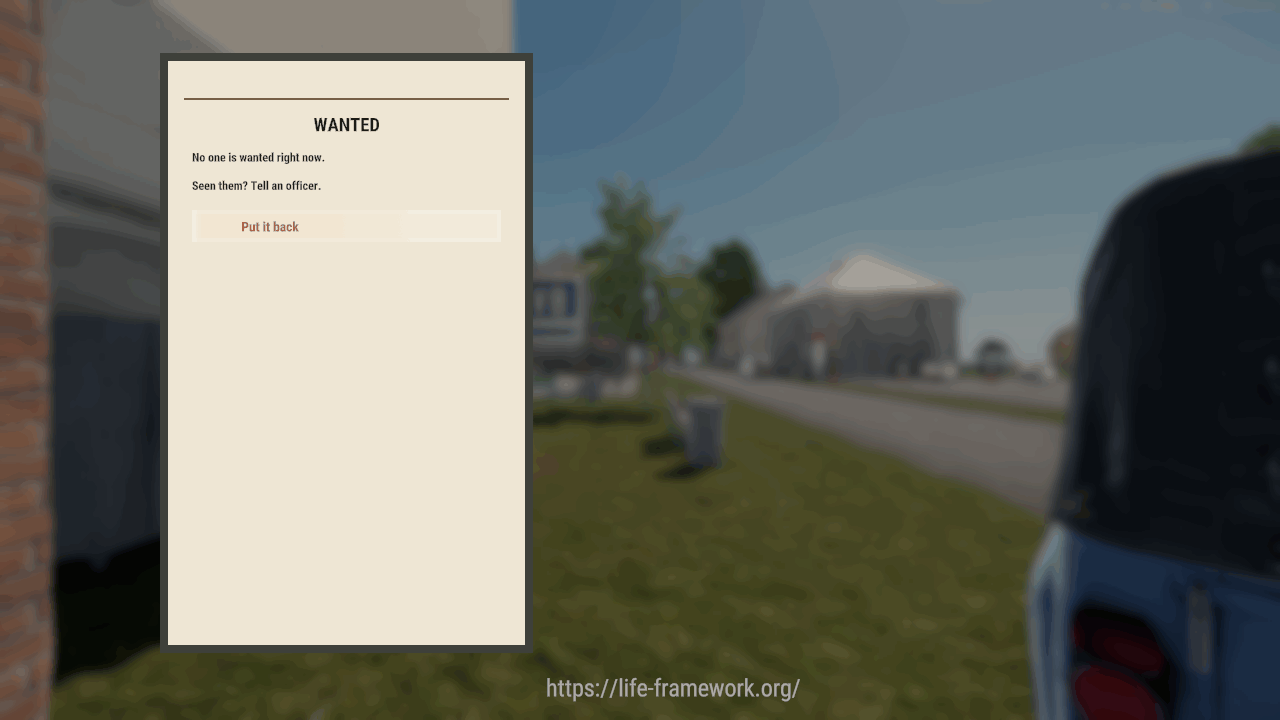 WANTED
No one is wanted right now.
Seen them? Tell an officer.
Put it back
https://life-framework.org/